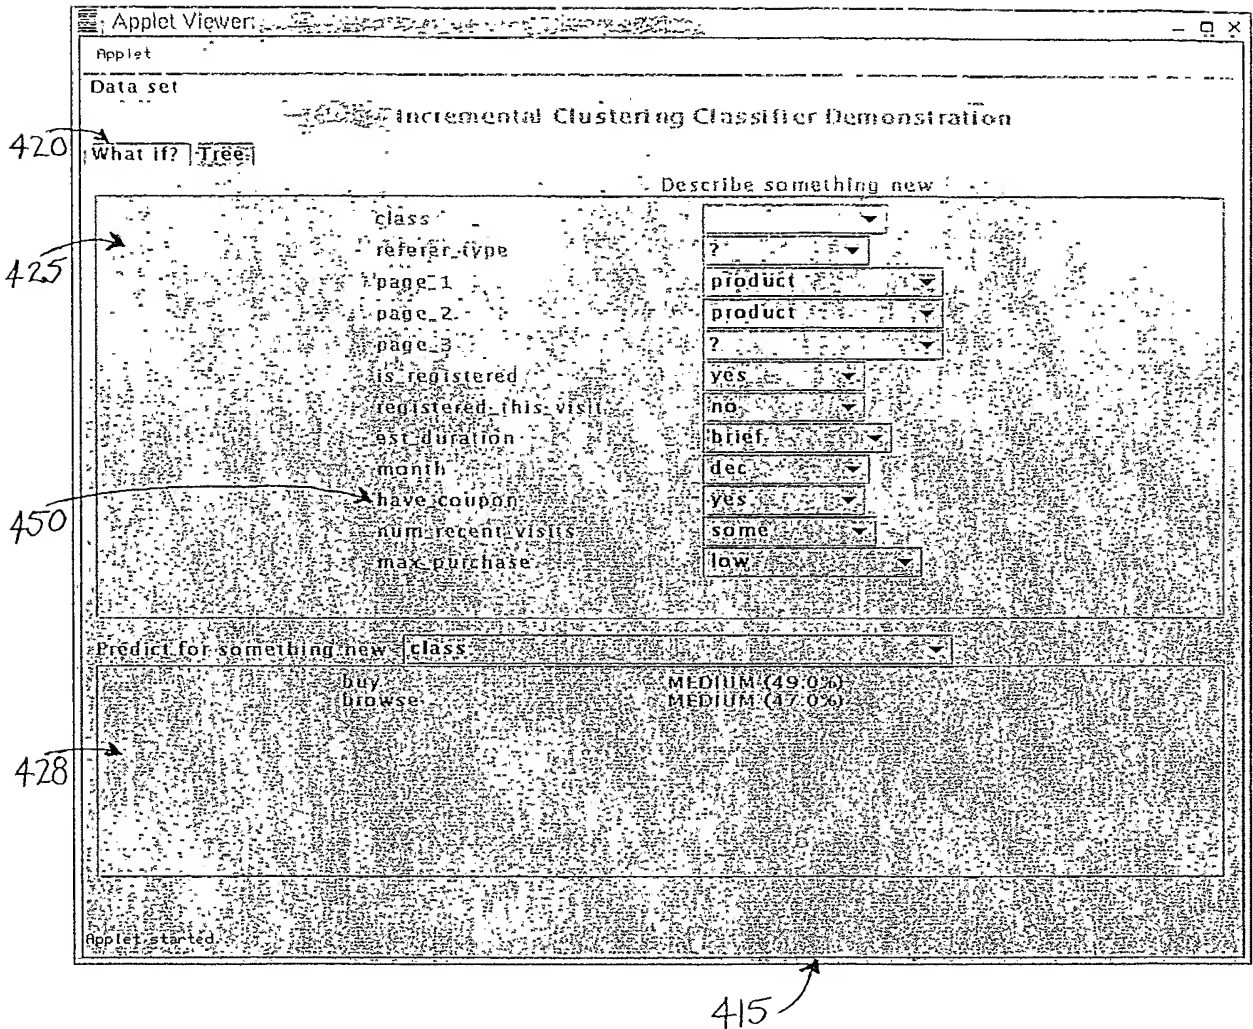 Applet Viewer:
Applet
Data set
Incremental Clustering Classifier Demonstration
420
What if? Tree
Describe something new
425
class
referer_type ?
page_1 product
page_2 product
page_3 ?
is_registered yes
registered_this_visit no
est_duration brief
month dec
450
have_coupon yes
num_recent_visits some
max_purchase low
Predict for something new class
buy MEDIUM (49.0%)
browse MEDIUM (47.0%)
428
Applet started.
415